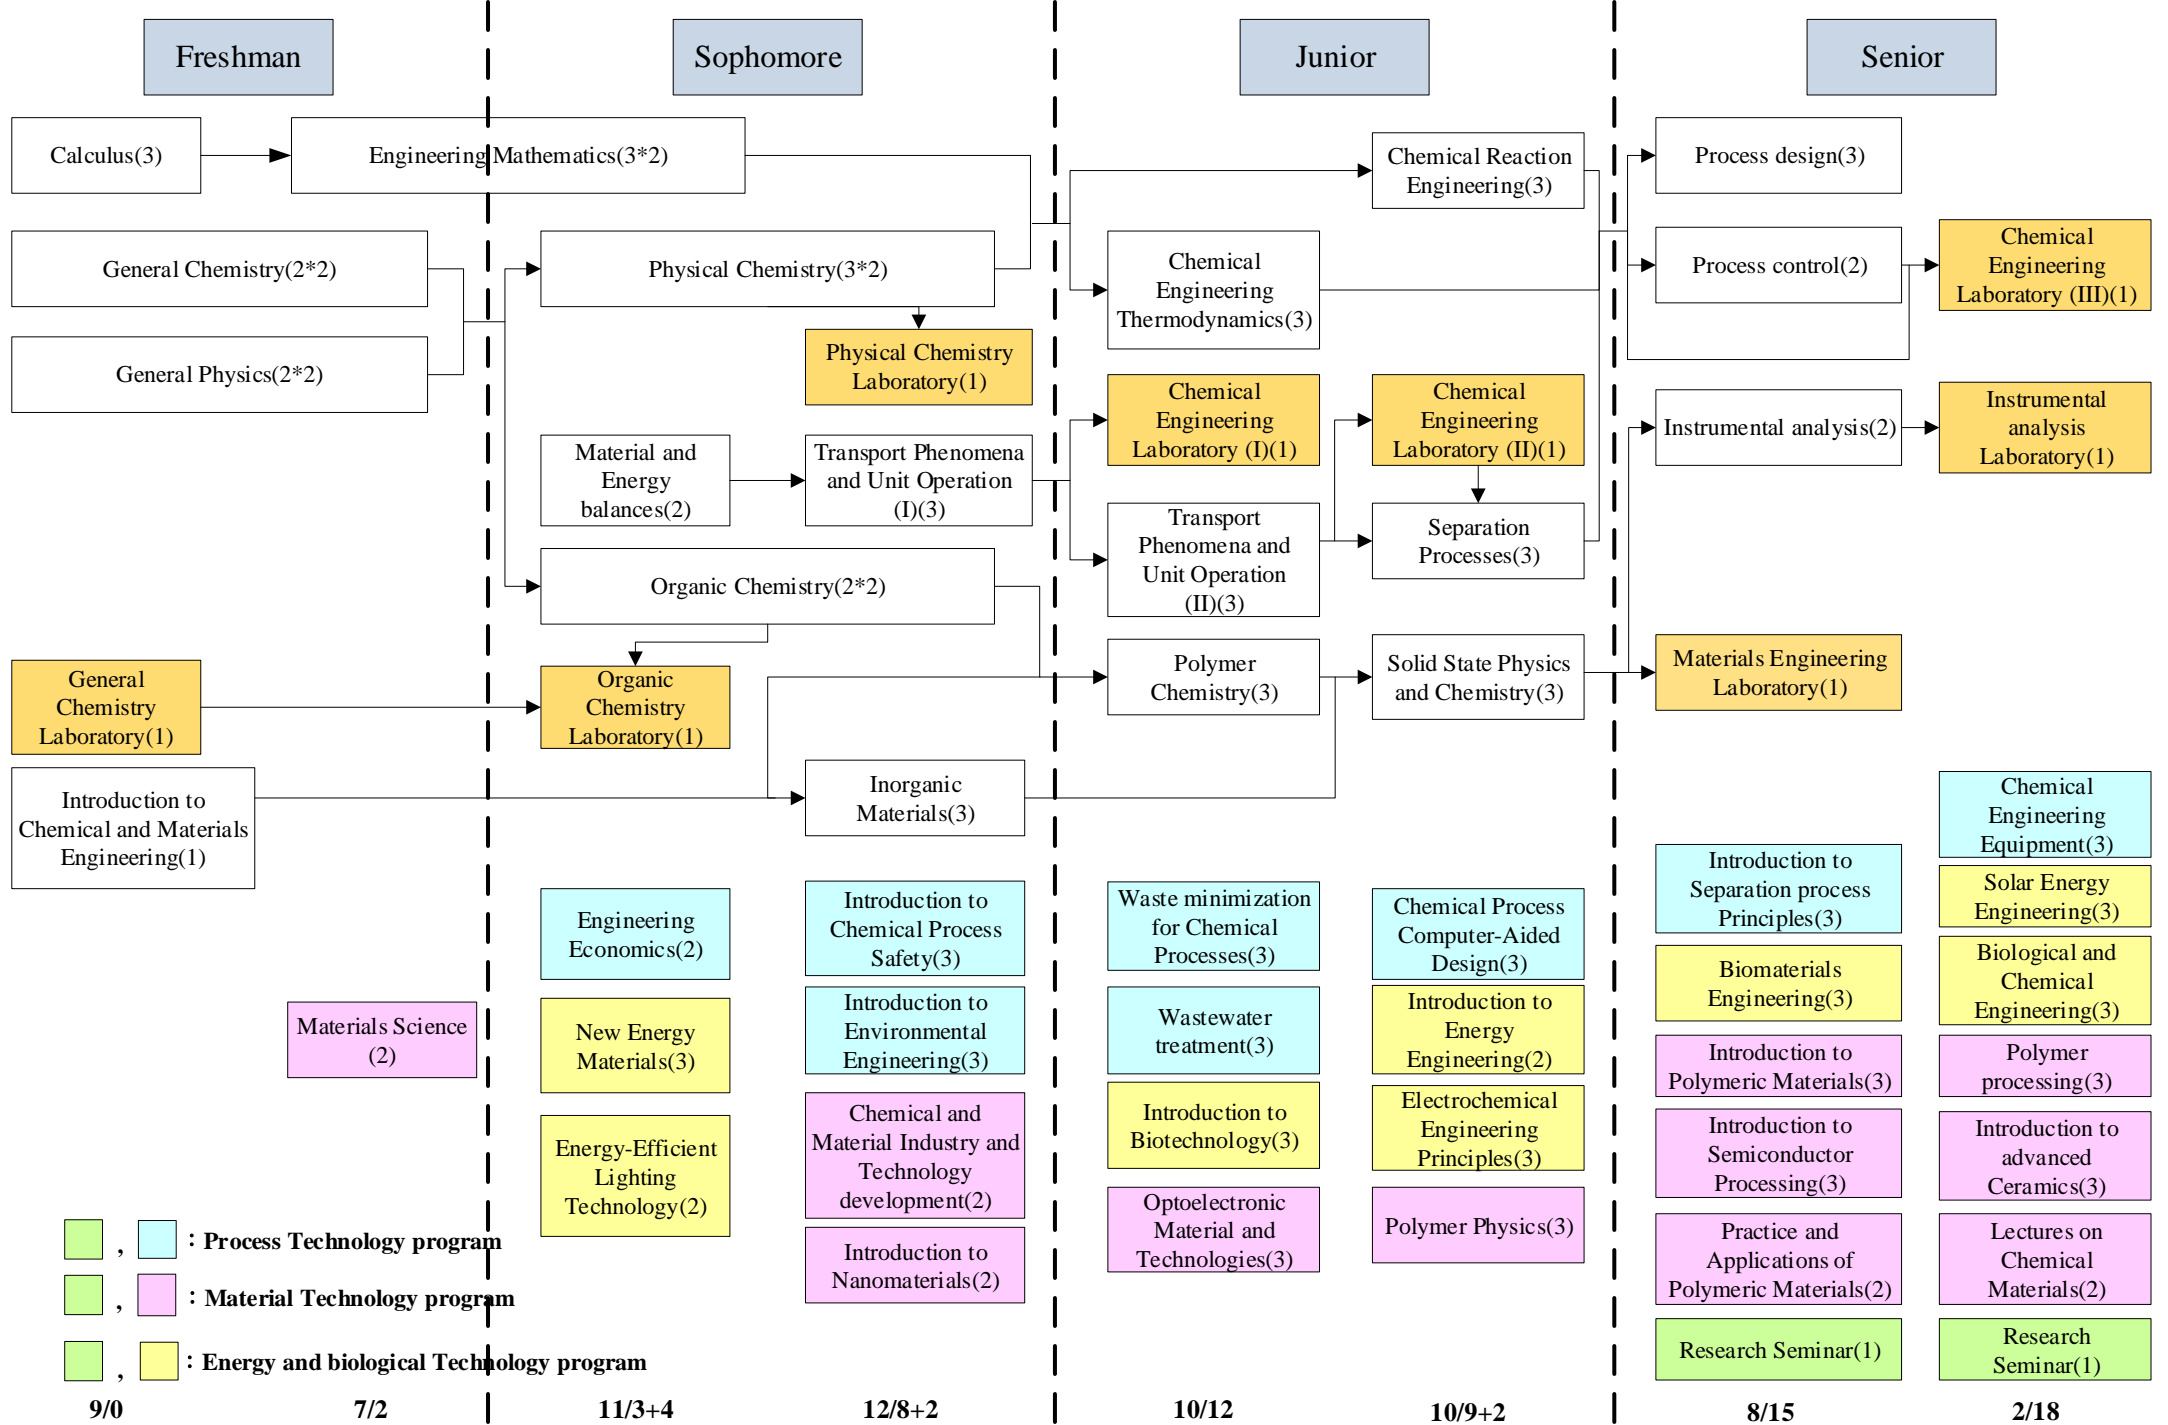 Freshman
Sophomore
Junior
Senior
Calculus(3)
Engineering Mathematics(3*2)
Chemical Reaction
Engineering(3)
Process design(3)
General Chemistry(2*2)
Physical Chemistry(3*2)
Chemical
Engineering
Thermodynamics(3)
Process control(2)
Chemical
Engineering
Laboratory (III)(1)
General Physics(2*2)
Physical Chemistry
Laboratory(1)
Chemical
Engineering
Laboratory (I)(1)
Chemical
Engineering
Laboratory (II)(1)
Instrumental analysis(2)
Instrumental
analysis
Laboratory(1)
Material and
Energy
balances(2)
Transport Phenomena
and Unit Operation
(I)(3)
Transport
Phenomena and
Unit Operation
(II)(3)
Separation
Processes(3)
Organic Chemistry(2*2)
General
Chemistry
Laboratory(1)
Organic
Chemistry
Laboratory(1)
Polymer
Chemistry(3)
Solid State Physics
and Chemistry(3)
Materials Engineering
Laboratory(1)
Introduction to
Chemical and Materials
Engineering(1)
Inorganic
Materials(3)
Chemical
Engineering
Equipment(3)
Engineering
Economics(2)
Introduction to
Chemical Process
Safety(3)
Waste minimization
for Chemical
Processes(3)
Chemical Process
Computer-Aided
Design(3)
Introduction to
Separation process
Principles(3)
Solar Energy
Engineering(3)
Materials Science
(2)
New Energy
Materials(3)
Introduction to
Environmental
Engineering(3)
Wastewater
treatment(3)
Introduction to
Energy
Engineering(2)
Biomaterials
Engineering(3)
Biological and
Chemical
Engineering(3)
Energy-Efficient
Lighting
Technology(2)
Chemical and
Material Industry and
Technology
development(2)
Introduction to
Biotechnology(3)
Electrochemical
Engineering
Principles(3)
Introduction to
Polymeric Materials(3)
Polymer
processing(3)
Introduction to
Semiconductor
Processing(3)
Introduction to
advanced
Ceramics(3)
Introduction to
Nanomaterials(2)
Optoelectronic
Material and
Technologies(3)
Polymer Physics(3)
Practice and
Applications of
Polymeric Materials(2)
Lectures on
Chemical
Materials(2)
Research Seminar(1)
Research
Seminar(1)
, : Process Technology program
, : Material Technology program
, : Energy and biological Technology program
9/0
7/2
11/3+4
12/8+2
10/12
10/9+2
8/15
2/18